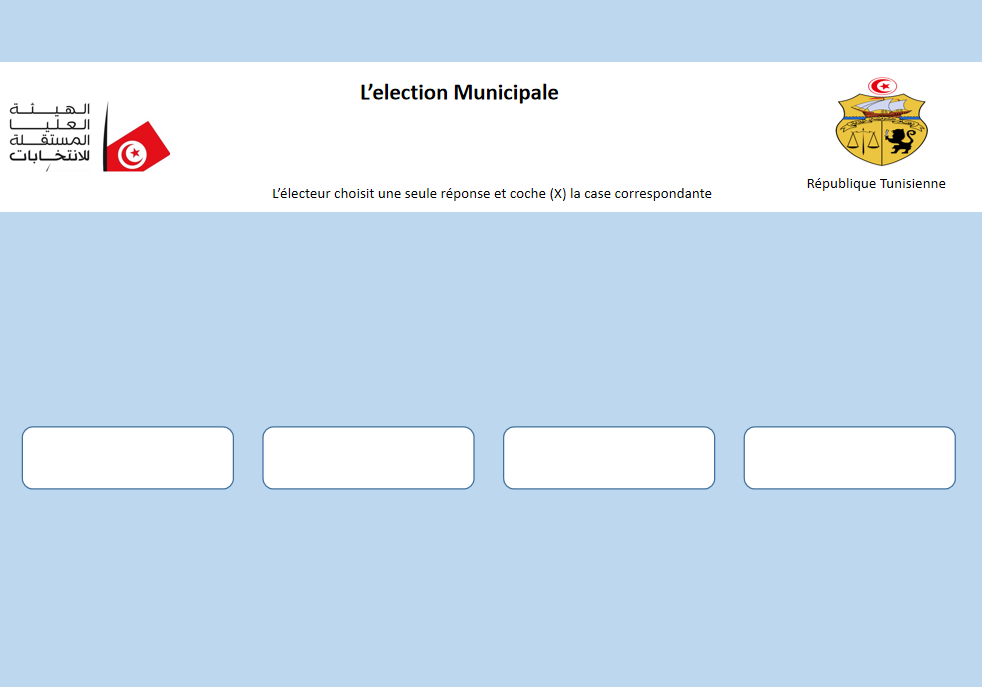 L'election Municipale
الهيئة
العليا
المستقلة
للانتخابات
République Tunisienne
L'électeur choisit une seule réponse et coche (X) la case correspondante